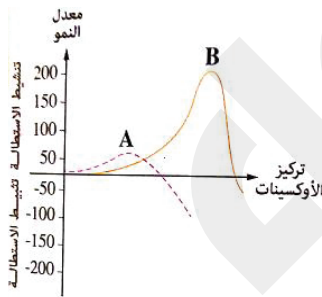 معدل
النمو
تنشيط الاستطالة
تثبيط الاستطالة
200
150
100
50
-50
-100
-150
-200
A
B
تركيز
الأوكسينات